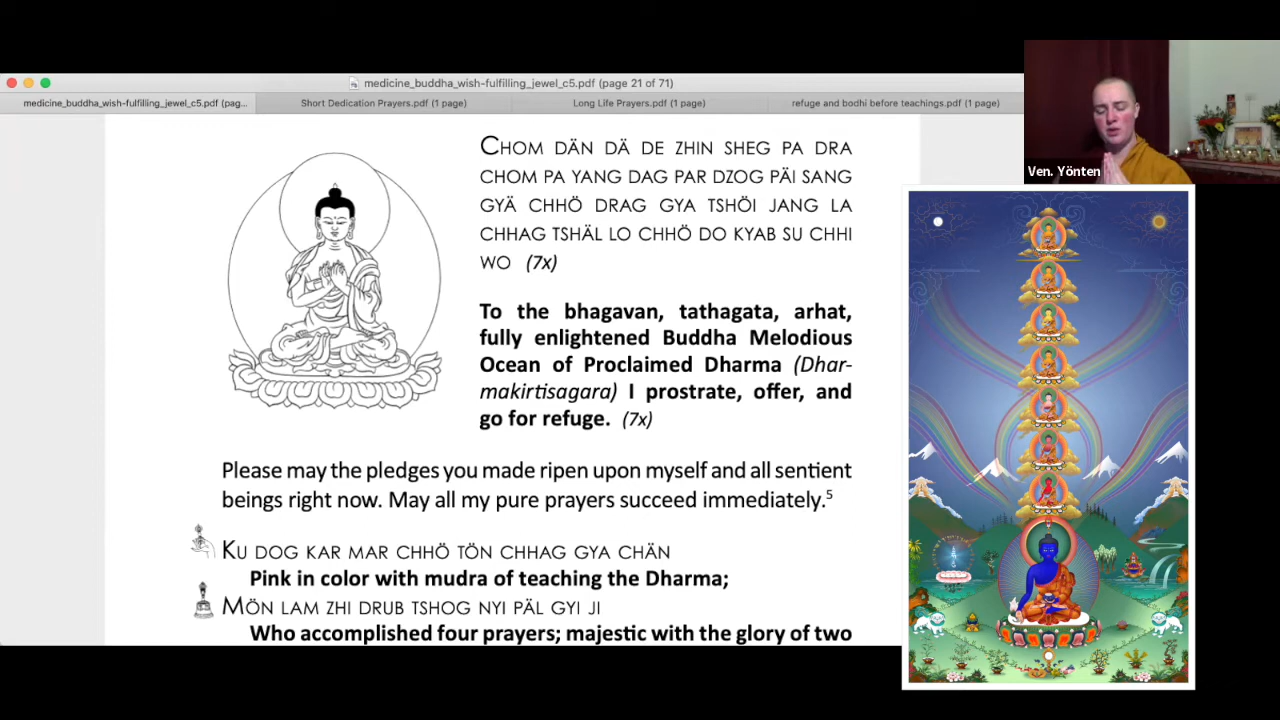 medicine_buddha_wish-fulfilling_jewel_c5.pdf (page 21 of 71)
medicine_buddha_wish-fulfilling_jewel_c5.pdf (pag...
Short Dedication Prayers.pdf (1 page)
Long Life Prayers.pdf (1 page)
refuge and bodhi before teachings.pdf (1 page)
Ven. Yönten
CHOM DÄN DÄ DE ZHIN SHEG PA DRA
CHOM PA YANG DAG PAR DZOG PÄI SANG
GYÄ CHHÖ DRAG GYA TSHÖI JANG LA
CHHAG TSHÄL LO CHHÖ DO KYAB SU CHHI
WO (7x)
To the bhagavan, tathagata, arhat,
fully enlightened Buddha Melodious
Ocean of Proclaimed Dharma (Dhar-
makirtisagara) I prostrate, offer, and
go for refuge. (7x)
Please may the pledges you made ripen upon myself and all sentient
beings right now. May all my pure prayers succeed immediately.5
KU DOG KAR MAR CHHÖ TÖN CHHAG GYA CHÄN
Pink in color with mudra of teaching the Dharma;
MÖN LAM ZHI DRUB TSHOG NYI PÄL GYI JI
Who accomplished four prayers; majestic with the glory of two